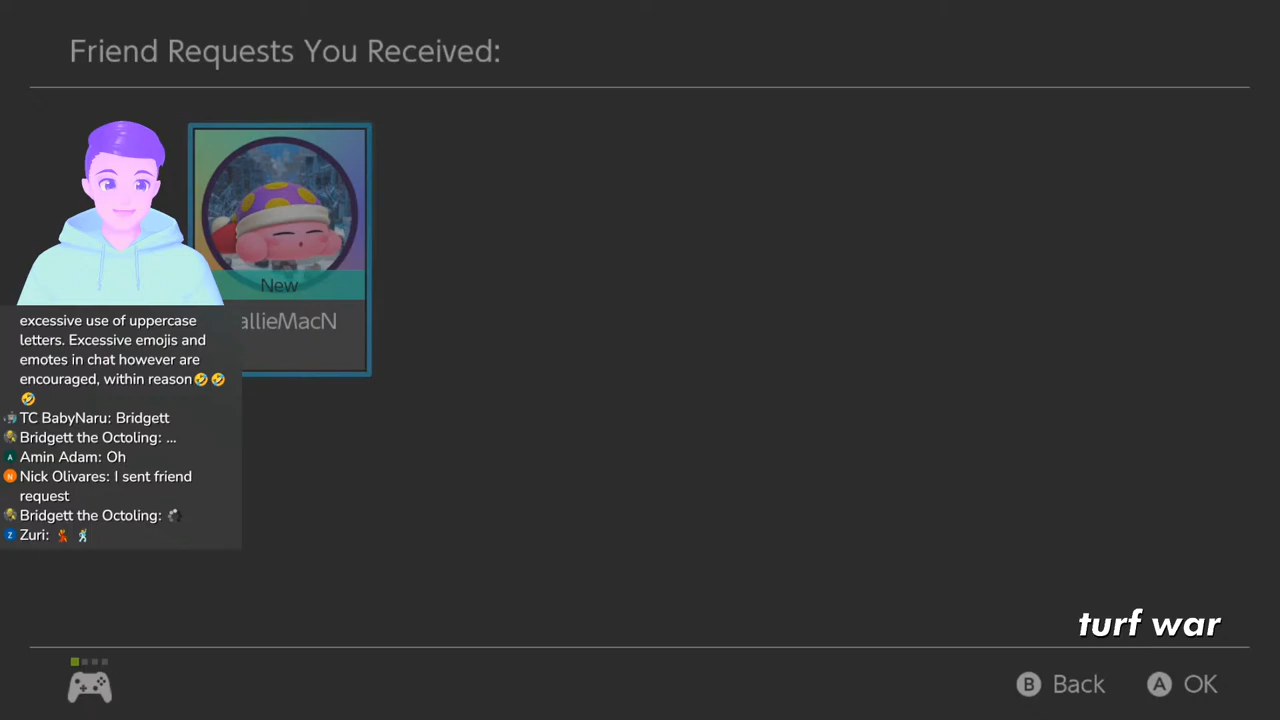 Friend Requests You Received:
New
allieMacN
excessive use of uppercase
letters. Excessive emojis and
emotes in chat however are
encouraged, within reason🤣🤣
🤣
TC BabyNaru: Bridgett
Bridgett the Octoling: ...
A Amin Adam: Oh
N Nick Olivares: I sent friend
request
Bridgett the Octoling:
Z Zuri: 💃 🕺
turf war
B Back A OK